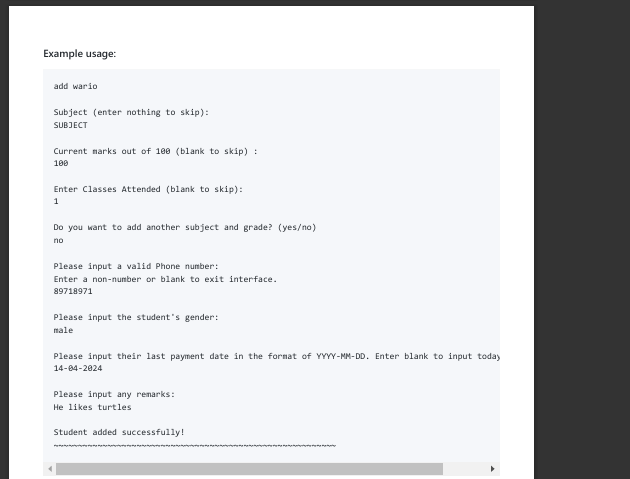 Example usage:
add wario
Subject (enter nothing to skip):
SUBJECT
Current marks out of 100 (blank to skip) :
100
Enter Classes Attended (blank to skip):
1
Do you want to add another subject and grade? (yes/no)
no
Please input a valid Phone number:
Enter a non-number or blank to exit interface.
89718971
Please input the student's gender:
male
Please input their last payment date in the format of YYYY-MM-DD. Enter blank to input today
14-04-2024
Please input any remarks:
He likes turtles
Student added successfully!
~~~~~~~~~~~~~~~~~~~~~~~~~~~~~~~~~~~~~~~~~~~~~~~~~~~~~~~~~~